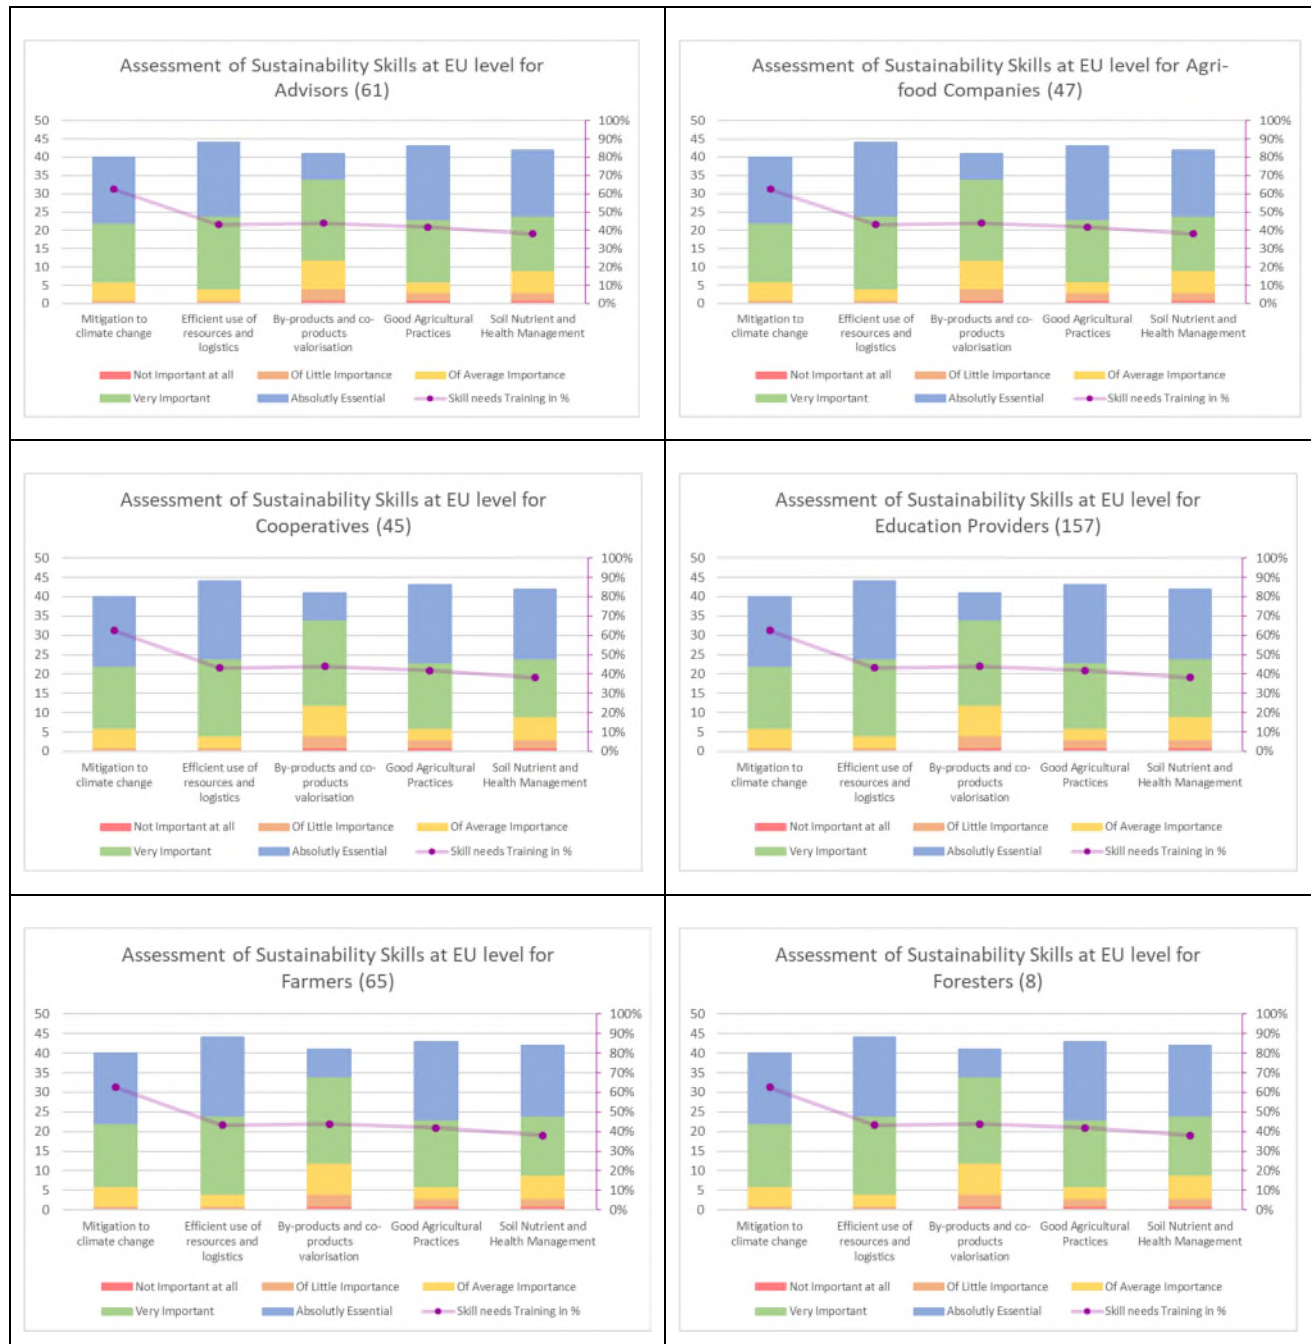 Assessment of Sustainability Skills at EU level for
Advisors (61)
50
45
40
35
30
25
20
15
10
5
0
100%
90%
80%
70%
60%
50%
40%
30%
20%
10%
0%
Mitigation to
climate change
Efficient use of
resources and
logistics
By-products and co-
products
valorisation
Good Agricultural
Practices
Soil Nutrient and
Health Management
Not Important at all
Of Little Importance
Of Average Importance
Very Important
Absolutly Essential
Skill needs Training in %
Assessment of Sustainability Skills at EU level for Agri-
food Companies (47)
50
45
40
35
30
25
20
15
10
5
0
100%
90%
80%
70%
60%
50%
40%
30%
20%
10%
0%
Mitigation to
climate change
Efficient use of
resources and
logistics
By-products and co-
products
valorisation
Good Agricultural
Practices
Soil Nutrient and
Health Management
Not Important at all
Of Little Importance
Of Average Importance
Very Important
Absolutly Essential
Skill needs Training in %
Assessment of Sustainability Skills at EU level for
Cooperatives (45)
50
45
40
35
30
25
20
15
10
5
0
100%
90%
80%
70%
60%
50%
40%
30%
20%
10%
0%
Mitigation to
climate change
Efficient use of
resources and
logistics
By-products and co-
products
valorisation
Good Agricultural
Practices
Soil Nutrient and
Health Management
Not Important at all
Of Little Importance
Of Average Importance
Very Important
Absolutly Essential
Skill needs Training in %
Assessment of Sustainability Skills at EU level for
Education Providers (157)
50
45
40
35
30
25
20
15
10
5
0
100%
90%
80%
70%
60%
50%
40%
30%
20%
10%
0%
Mitigation to
climate change
Efficient use of
resources and
logistics
By-products and co-
products
valorisation
Good Agricultural
Practices
Soil Nutrient and
Health Management
Not Important at all
Of Little Importance
Of Average Importance
Very Important
Absolutly Essential
Skill needs Training in %
Assessment of Sustainability Skills at EU level for
Farmers (65)
50
45
40
35
30
25
20
15
10
5
0
100%
90%
80%
70%
60%
50%
40%
30%
20%
10%
0%
Mitigation to
climate change
Efficient use of
resources and
logistics
By-products and co-
products
valorisation
Good Agricultural
Practices
Soil Nutrient and
Health Management
Not Important at all
Of Little Importance
Of Average Importance
Very Important
Absolutly Essential
Skill needs Training in %
Assessment of Sustainability Skills at EU level for
Foresters (8)
50
45
40
35
30
25
20
15
10
5
0
100%
90%
80%
70%
60%
50%
40%
30%
20%
10%
0%
Mitigation to
climate change
Efficient use of
resources and
logistics
By-products and co-
products
valorisation
Good Agricultural
Practices
Soil Nutrient and
Health Management
Not Important at all
Of Little Importance
Of Average Importance
Very Important
Absolutly Essential
Skill needs Training in %